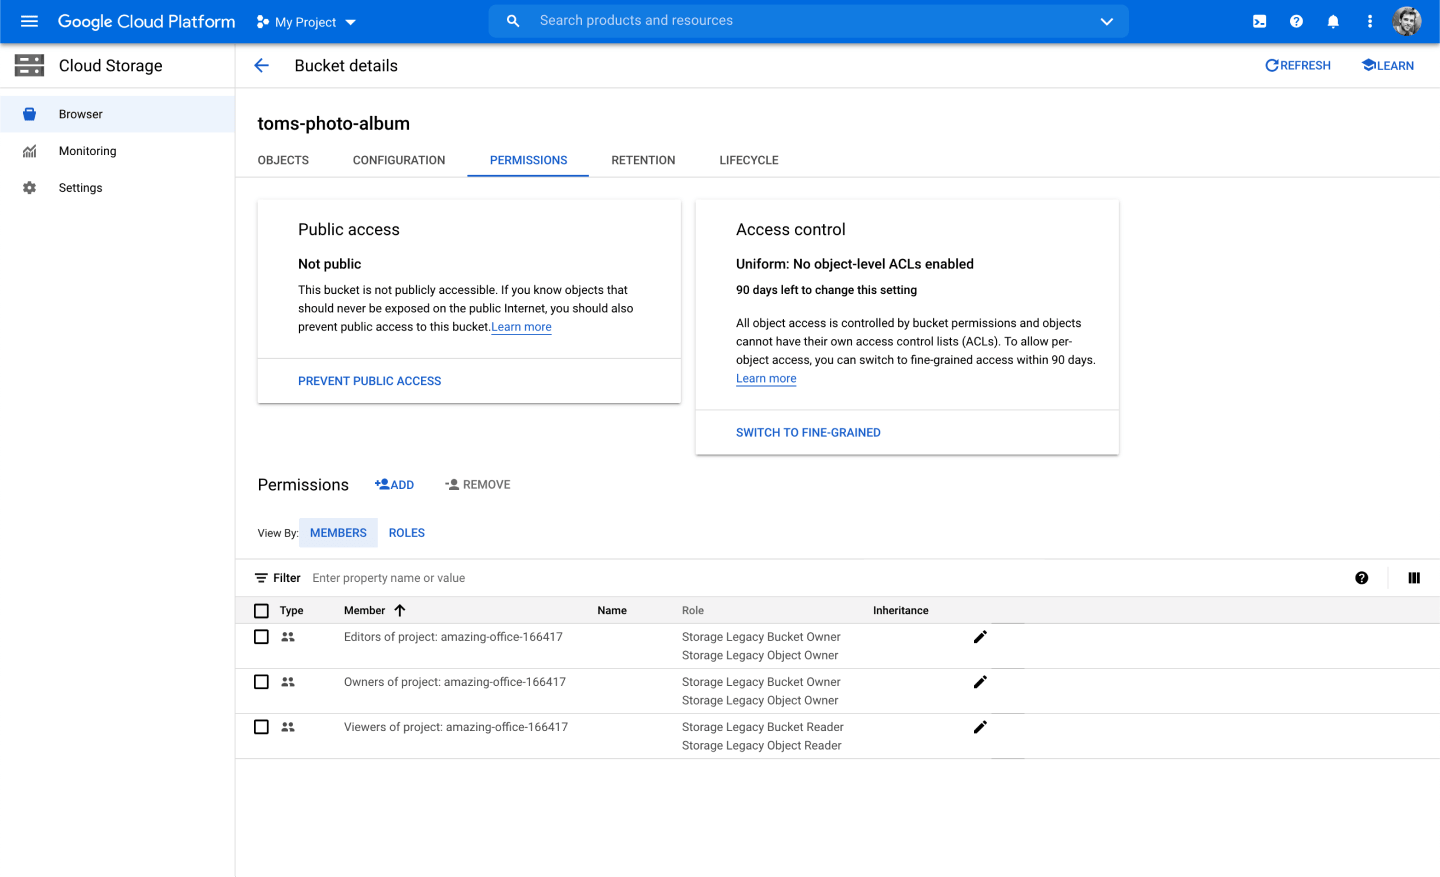 Google Cloud Platform
My Project
Search products and resources
Cloud Storage
Bucket details
REFRESH
LEARN
Browser
Monitoring
Settings
toms-photo-album
OBJECTS
CONFIGURATION
PERMISSIONS
RETENTION
LIFECYCLE
Public access
Not public
This bucket is not publicly accessible. If you know objects that
should never be exposed on the public Internet, you should also
prevent public access to this bucket.Learn more
PREVENT PUBLIC ACCESS
Access control
Uniform: No object-level ACLs enabled
90 days left to change this setting
All object access is controlled by bucket permissions and objects
cannot have their own access control lists (ACLs). To allow per-
object access, you can switch to fine-grained access within 90 days.
Learn more
SWITCH TO FINE-GRAINED
Permissions
ADD
REMOVE
View By:
MEMBERS
ROLES
Filter
Enter property name or value
Type
Member
Name
Role
Inheritance
Editors of project: amazing-office-166417
Storage Legacy Bucket Owner
Storage Legacy Object Owner
Owners of project: amazing-office-166417
Storage Legacy Bucket Owner
Storage Legacy Object Owner
Viewers of project: amazing-office-166417
Storage Legacy Bucket Reader
Storage Legacy Object Reader